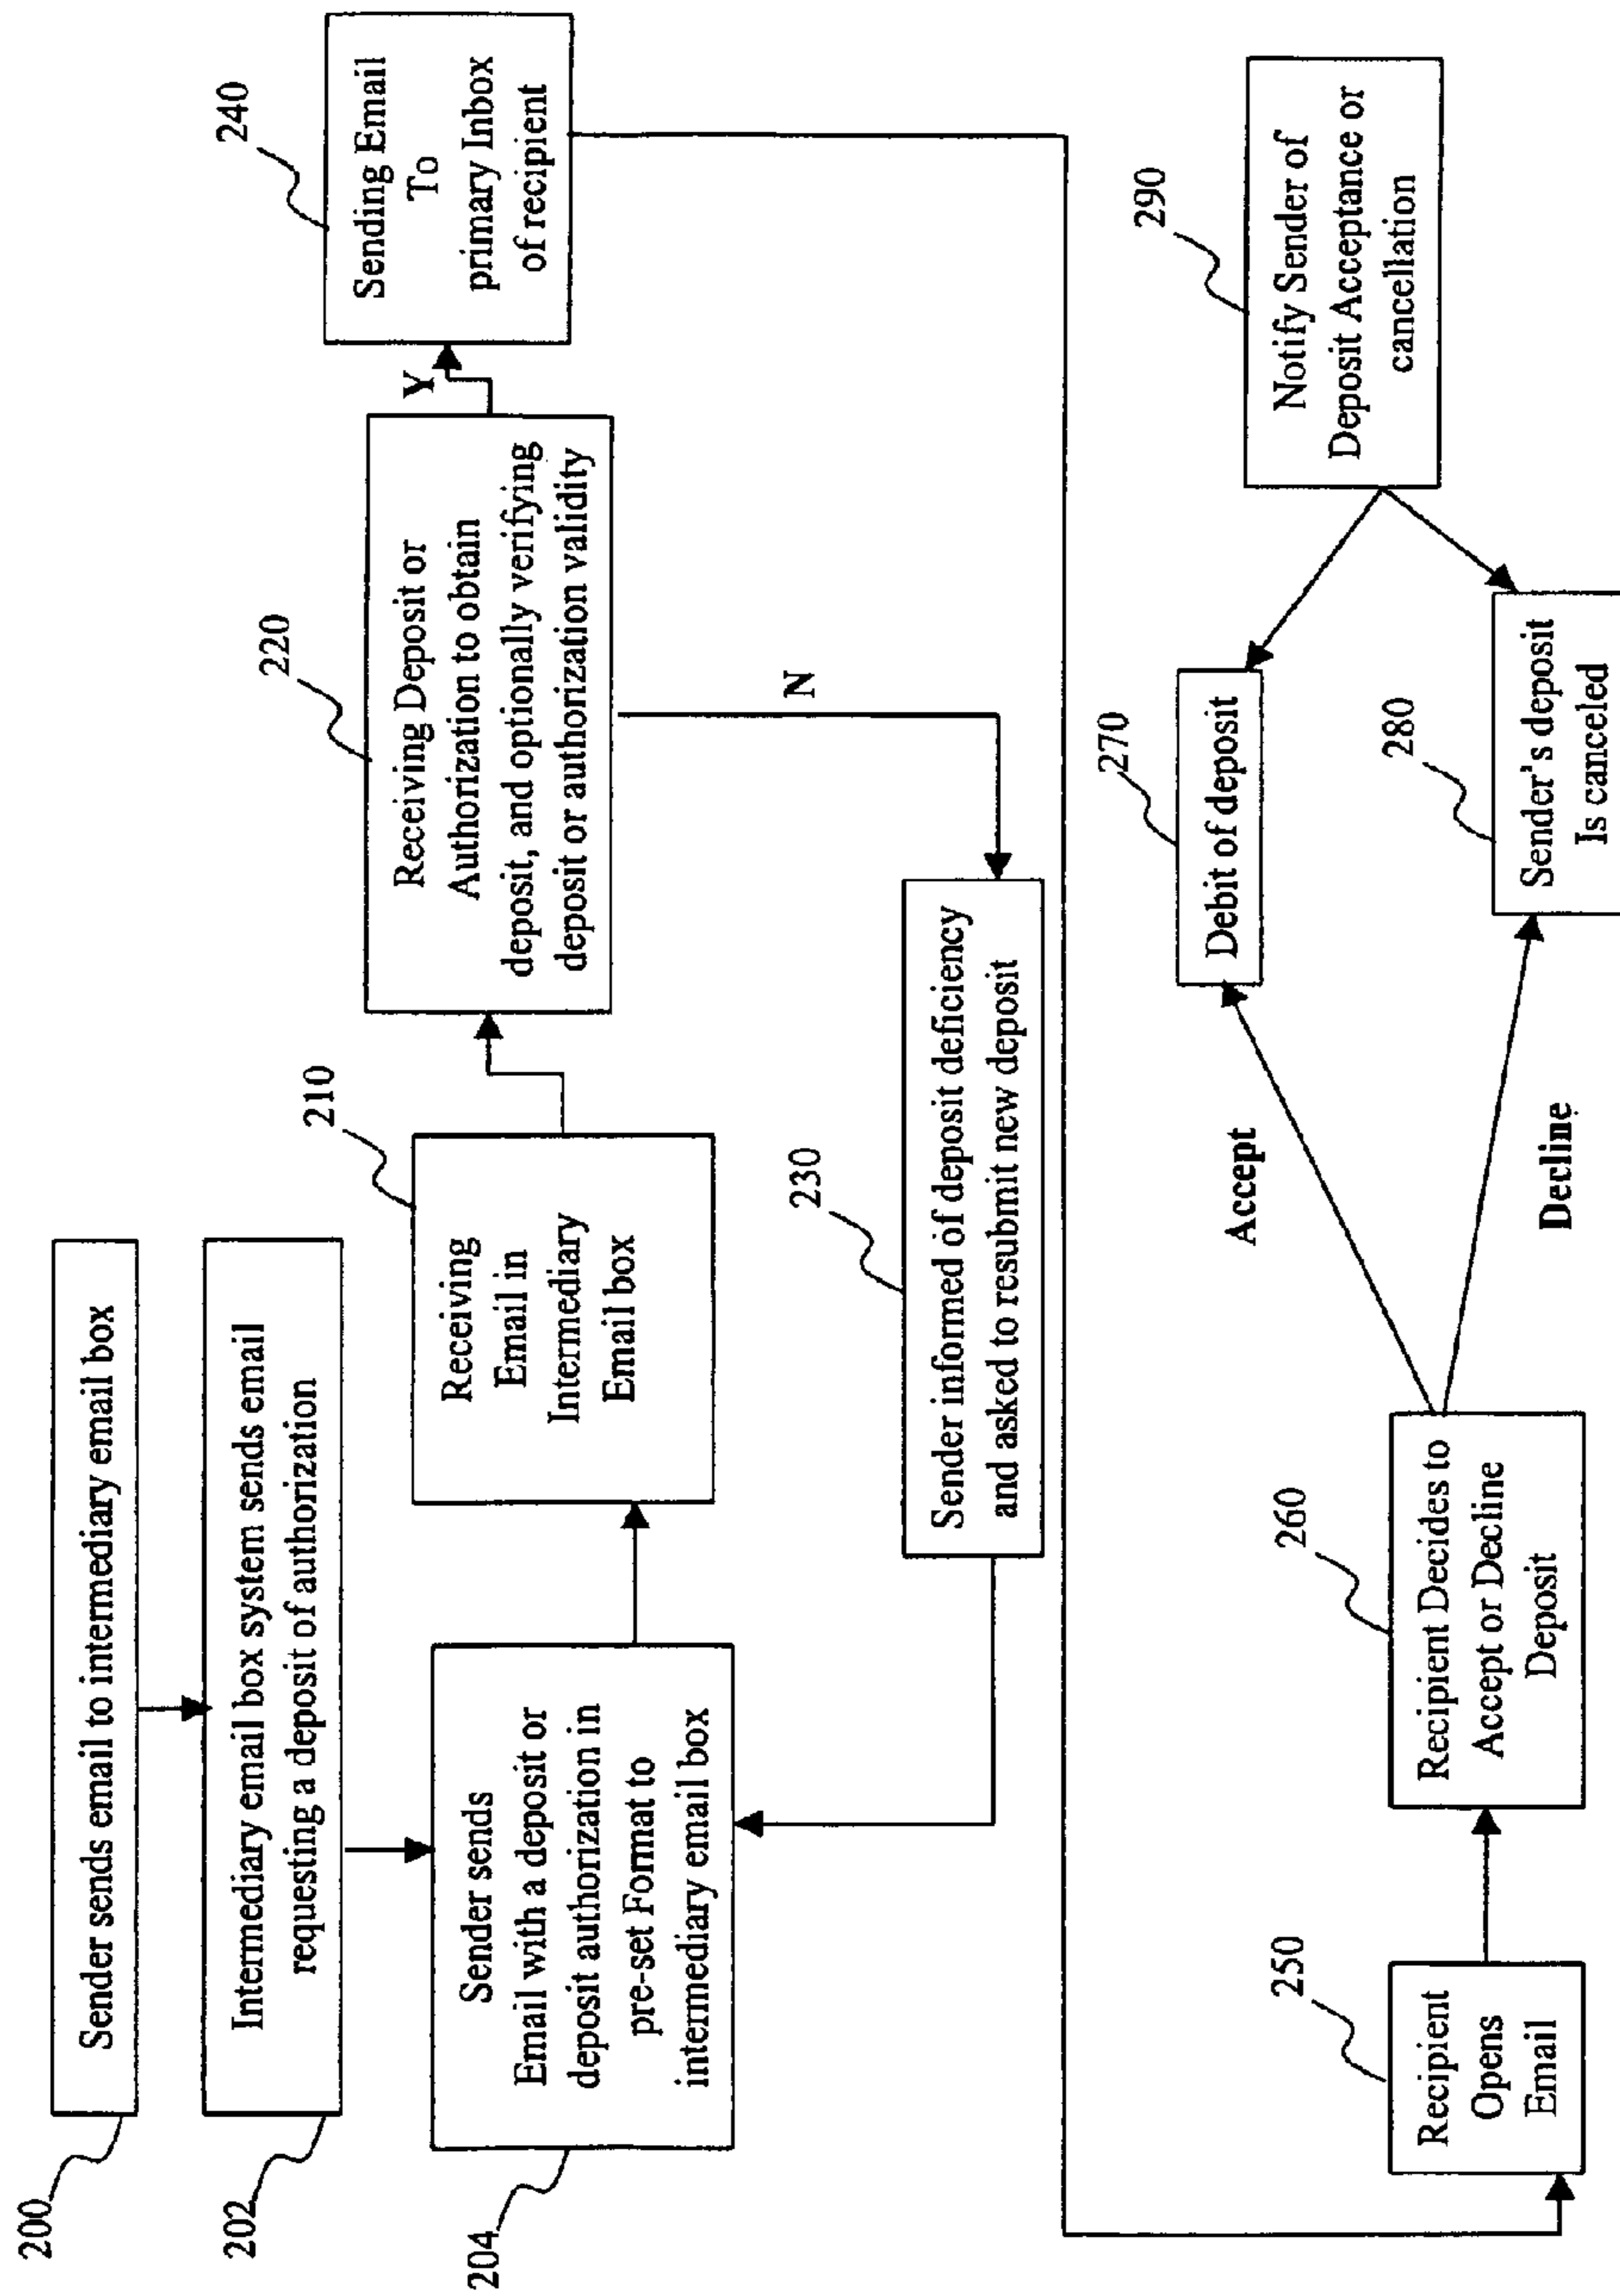 200
Sender sends email to intermediary email box
202
Intermediary email box system sends email
requesting a deposit of authorization
204
Sender sends
Email with a deposit or
deposit authorization in
pre-set Format to
intermediary email box
210
Receiving
Email in
Intermediary
Email box
220
Receiving Deposit or
Authorization to obtain
deposit, and optionally verifying
deposit or authorization validity
Y
N
240
Sending Email
To
primary Inbox
of recipient
230
Sender informed of deposit deficiency
and asked to resubmit new deposit
250
Recipient
Opens
Email
260
Recipient Decides to
Accept or Decline
Deposit
Accept
Decline
270
Debit of deposit
280
Sender's deposit
Is canceled
290
Notify Sender of
Deposit Acceptance or
cancellation